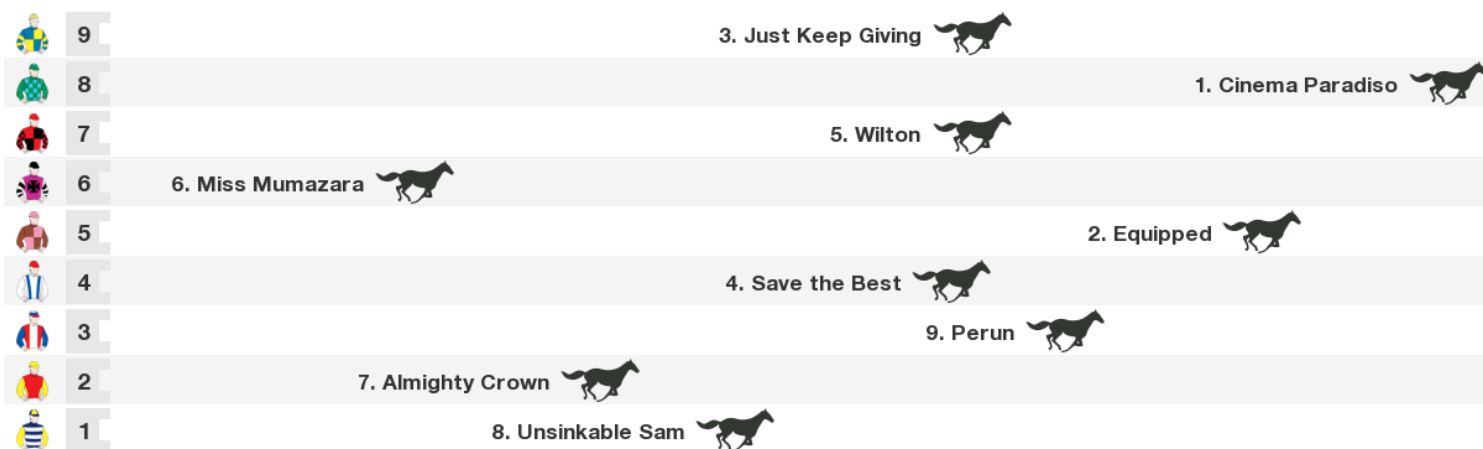 9 3. Just Keep Giving
8 1. Cinema Paradiso
7 5. Wilton
6 6. Miss Mumazara
5 2. Equipped
4 4. Save the Best
3 9. Perun
2 7. Almighty Crown
1 8. Unsinkable Sam